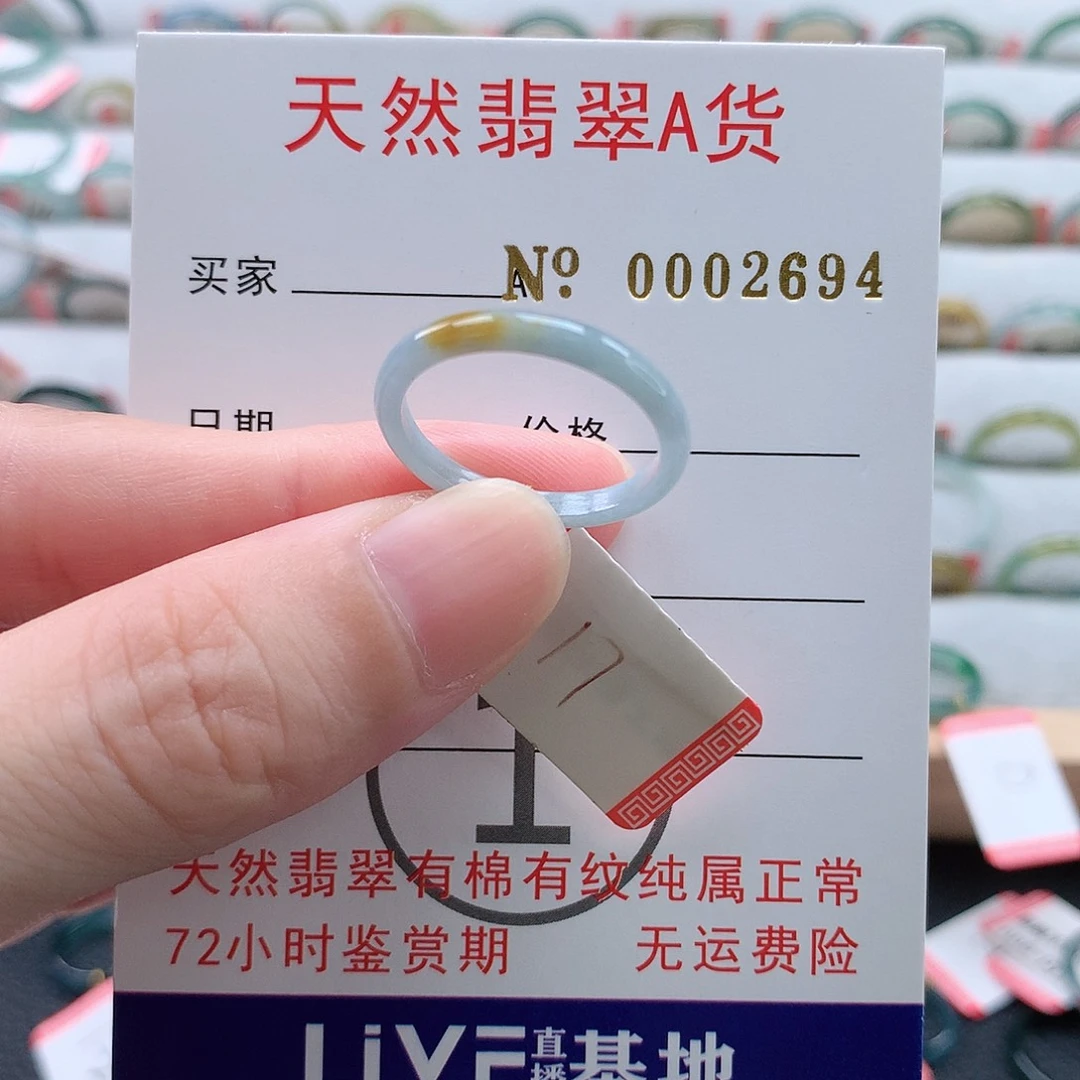 天然翡翠A货
买家 Nº 0002694
日期 价格
17
天然翡翠有棉有纹纯属正常
72小时鉴赏期 无运费险
LiVE直播基地